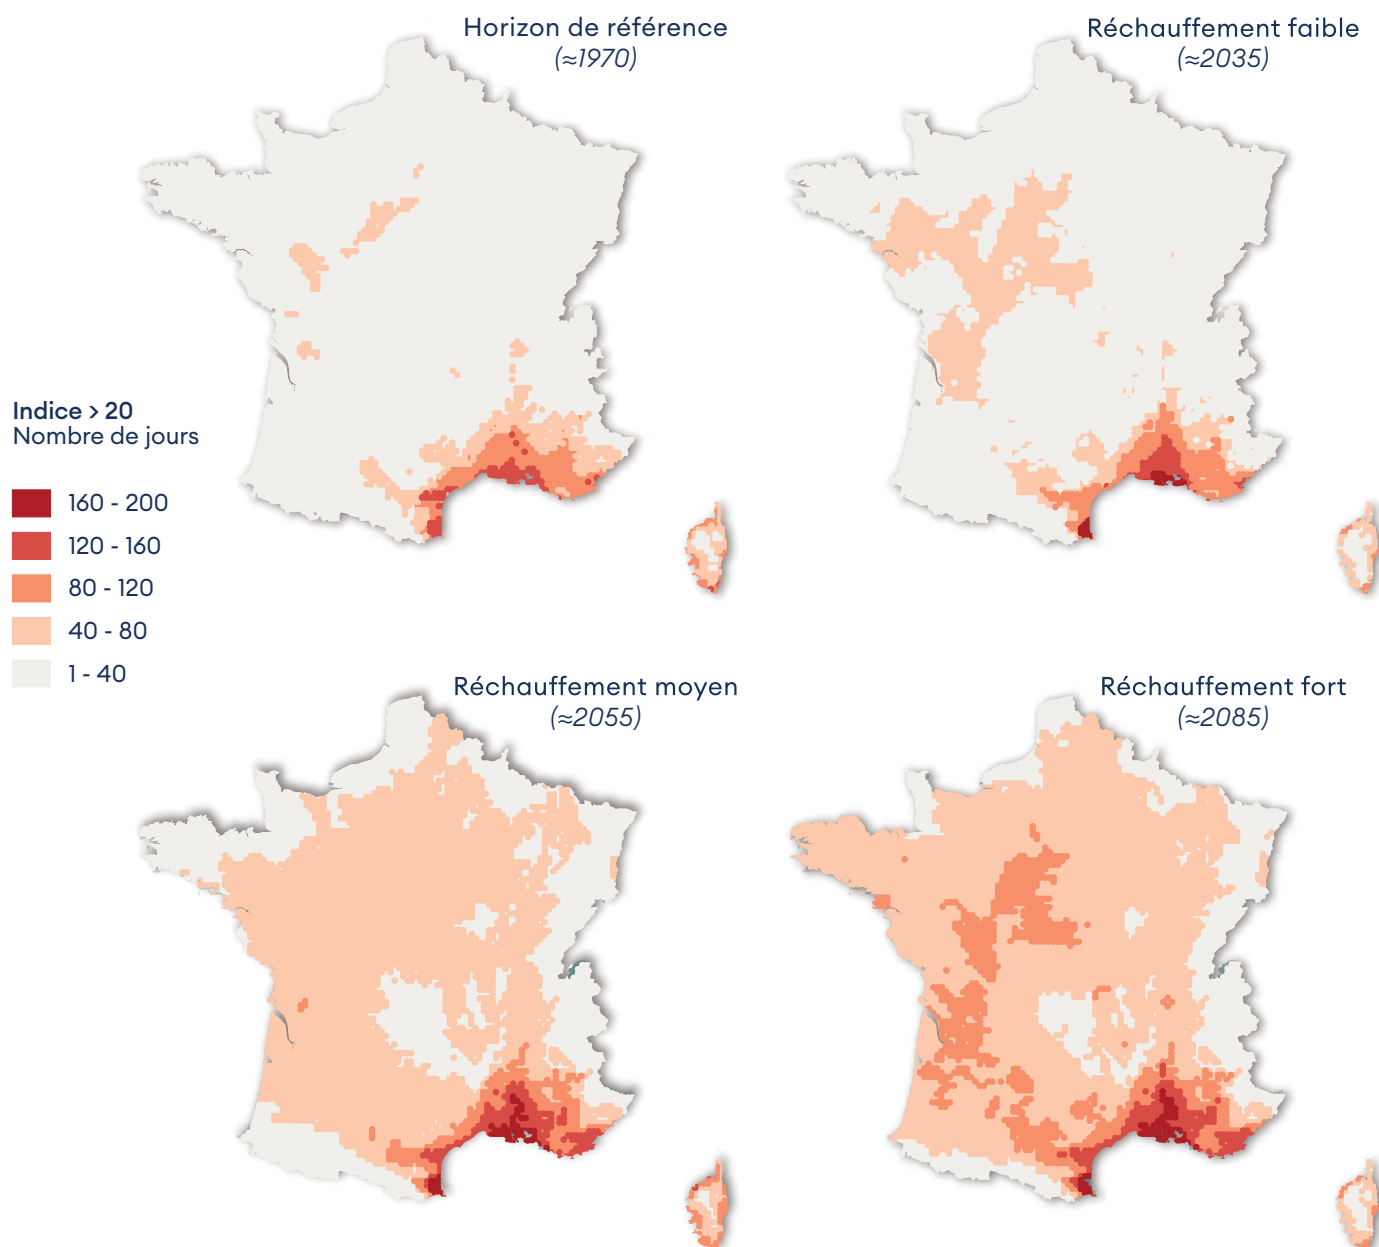 Horizon de référence
(≈1970)
Réchauffement faible
(≈2035)
Indice > 20
Nombre de jours
160 - 200
120 - 160
80 - 120
40 - 80
1 - 40
Réchauffement moyen
(≈2055)
Réchauffement fort
(≈2085)